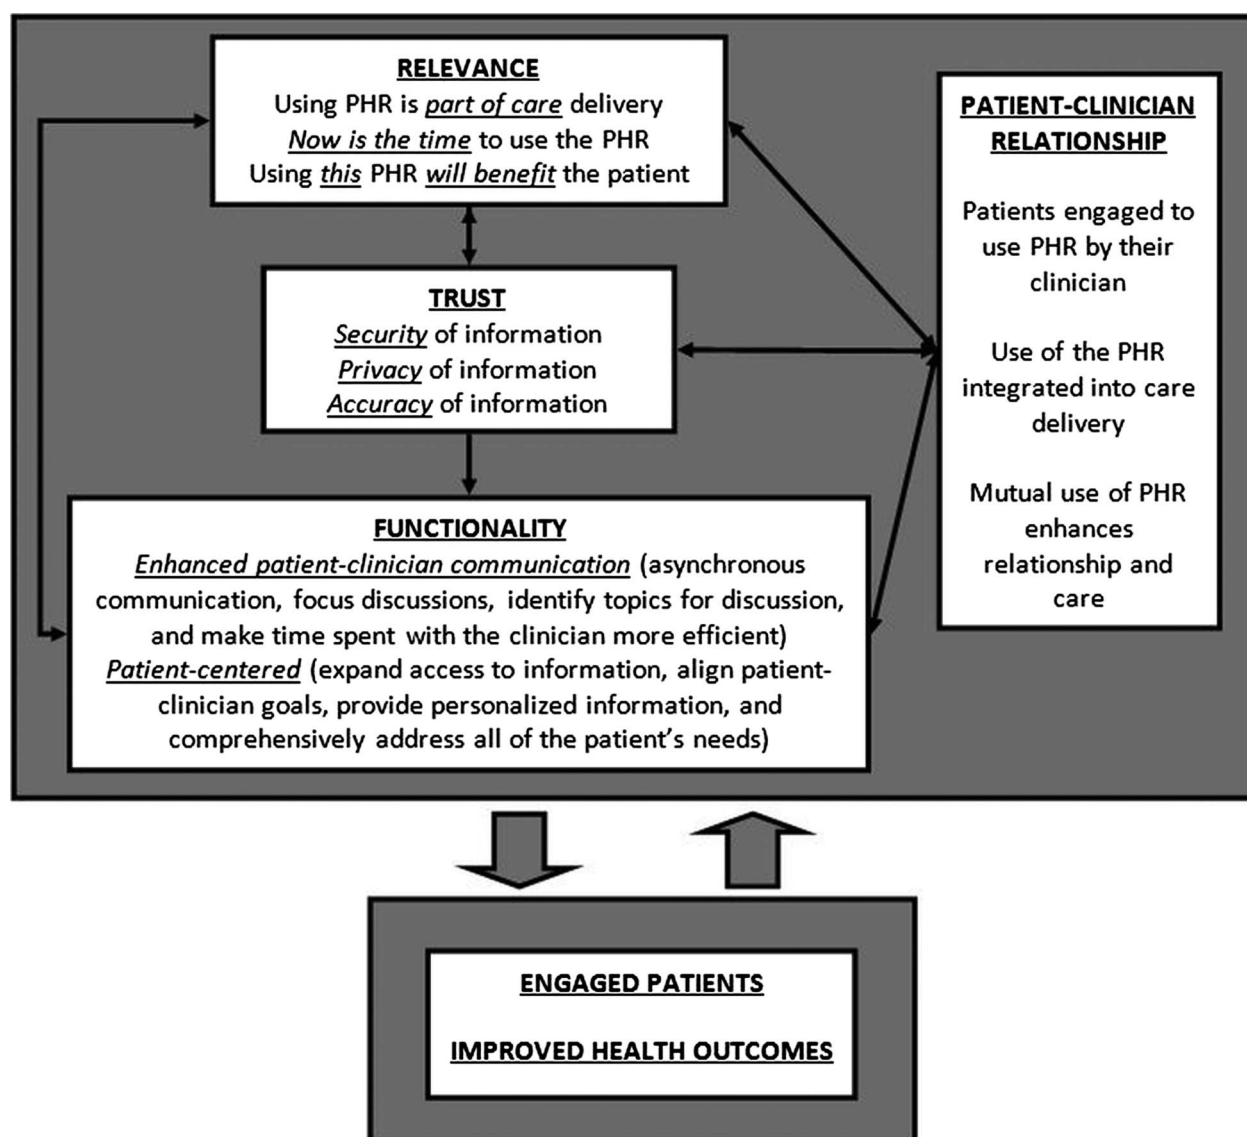 RELEVANCE
Using PHR is part of care delivery
Now is the time to use the PHR
Using this PHR will benefit the patient
TRUST
Security of information
Privacy of information
Accuracy of information
FUNCTIONALITY
Enhanced patient-clinician communication (asynchronous
communication, focus discussions, identify topics for discussion,
and make time spent with the clinician more efficient)
Patient-centered (expand access to information, align patient-
clinician goals, provide personalized information, and
comprehensively address all of the patient's needs)
PATIENT-CLINICIAN
RELATIONSHIP
Patients engaged to
use PHR by their
clinician
Use of the PHR
integrated into care
delivery
Mutual use of PHR
enhances
relationship and
care
ENGAGED PATIENTS
IMPROVED HEALTH OUTCOMES